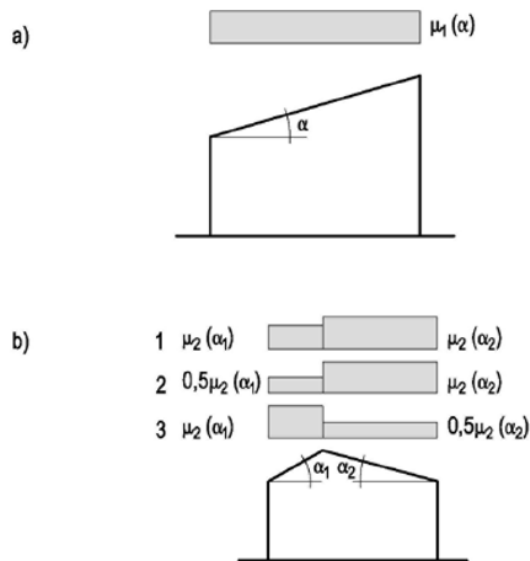 a) μ₁ (α)
α
b) 1 μ₂ (α₁) μ₂ (α₂)
2 0,5μ₂ (α₁) μ₂ (α₂)
3 μ₂ (α₁) 0,5μ₂ (α₂)
α₁ α₂